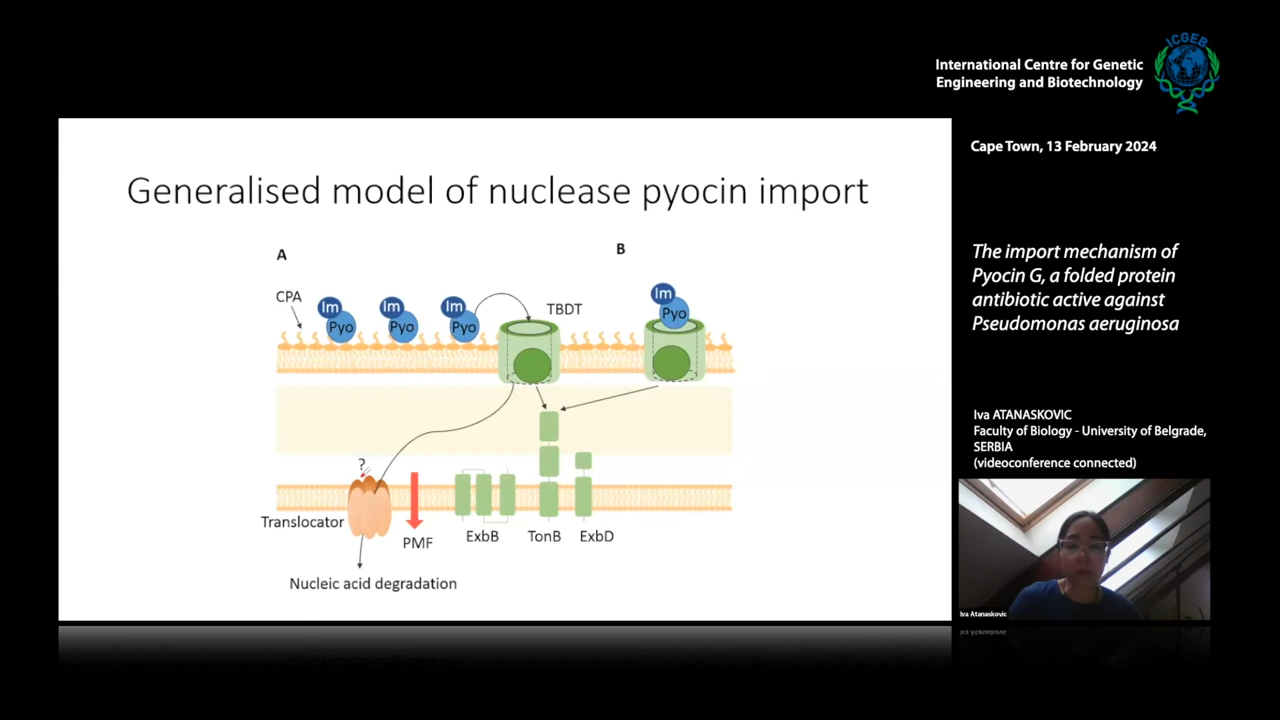 ICGEB
International Centre for Genetic
Engineering and Biotechnology
Cape Town, 13 February 2024
Generalised model of nuclease pyocin import
A
B
CPA
Im
Pyo
Im
Pyo
Im
Pyo
TBDT
Im
Pyo
?
Translocator
PMF
ExbB
TonB
ExbD
Nucleic acid degradation
The import mechanism of
Pyocin G, a folded protein
antibiotic active against
Pseudomonas aeruginosa
Iva ATANASKOVIC
Faculty of Biology - University of Belgrade,
SERBIA
(videoconference connected)
Iva Atanaskovic